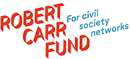 ROBERT
CARR
FUND
For civil
society
networks